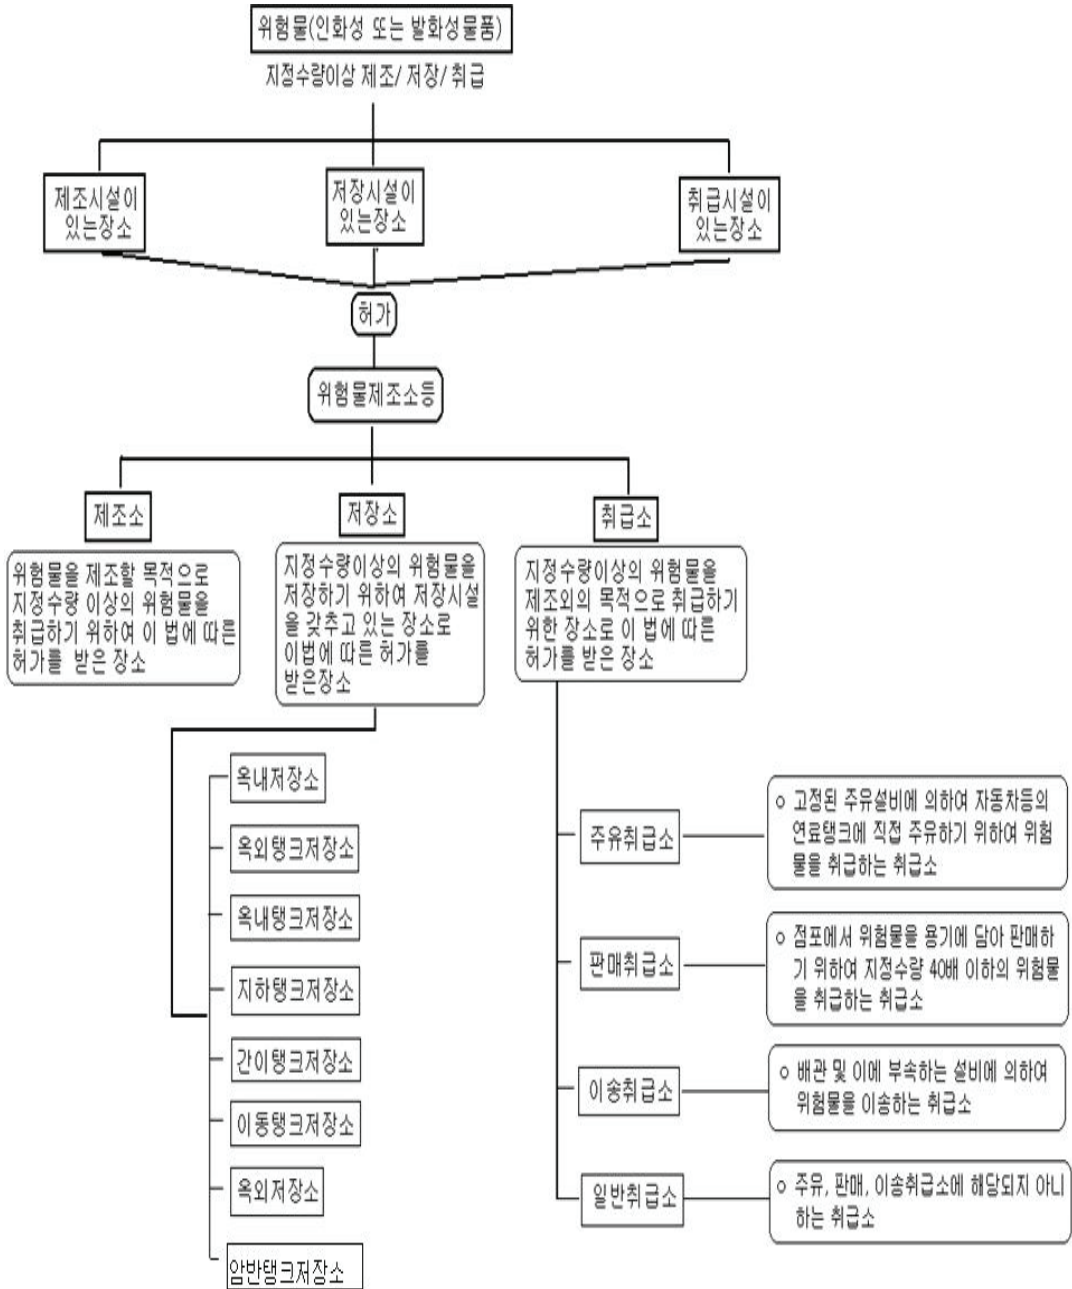 위험물(인화성 또는 발화성물품)
지정수량이상 제조/ 저장/ 취급
제조시설이
있는장소
저장시설이
있는장소
취급시설이
있는장소
허가
위험물제조소등
제조소
위험물을 제조할 목적으로
지정수량 이상의 위험물을
취급하기 위하여 이 법에 따른
허가를 받은 장소
저장소
지정수량이상의 위험물을
저장하기 위하여 저장시설
을 갖추고 있는 장소로
이법에 따른 허가를
받은장소
취급소
지정수량이상의 위험물을
제조외의 목적으로 취급하기
위한 장소로 이 법에 따른
허가를 받은 장소
옥내저장소
옥외탱크저장소
옥내탱크저장소
지하탱크저장소
간이탱크저장소
이동탱크저장소
옥외저장소
암반탱크저장소
주유취급소
○ 고정된 주유설비에 의하여 자동차등의
연료탱크에 직접 주유하기 위하여 위험
물을 취급하는 취급소
판매취급소
○ 점포에서 위험물을 용기에 담아 판매하
기 위하여 지정수량 40배 이하의 위험물
을 취급하는 취급소
이송취급소
○ 배관 및 이에 부속하는 설비에 의하여
위험물을 이송하는 취급소
일반취급소
○ 주유, 판매, 이송취급소에 해당되지 아니
하는 취급소